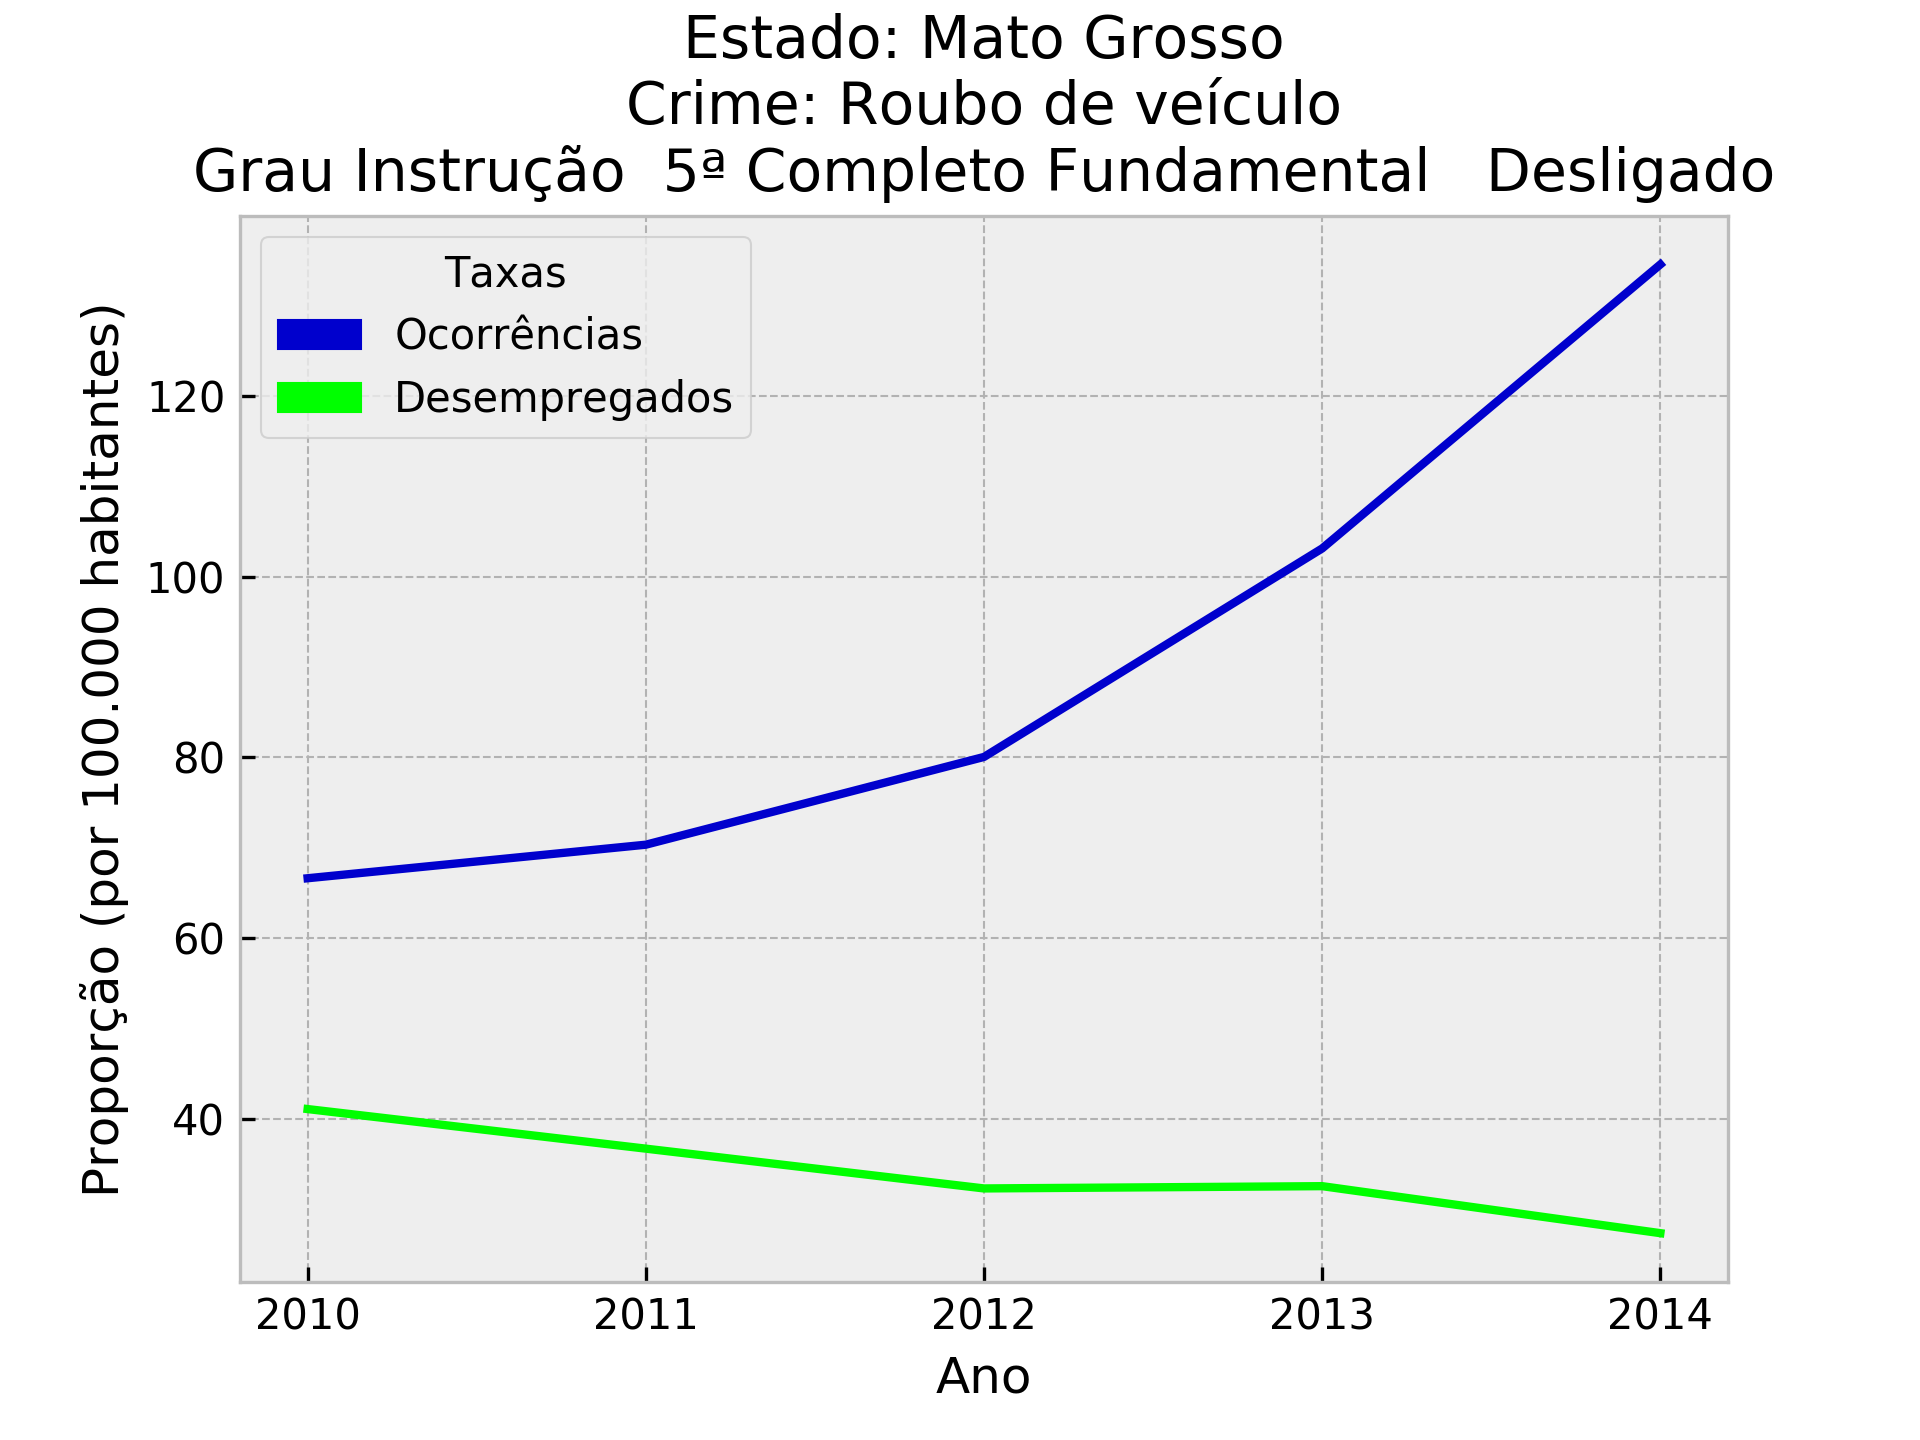 Estado: Mato Grosso
Crime: Roubo de veículo
Grau Instrução  5ª Completo Fundamental   Desligado
Taxas
Ocorrências
Desempregados
Proporção (por 100.000 habitantes)
120
100
80
60
40
2010 2011 2012 2013 2014
Ano